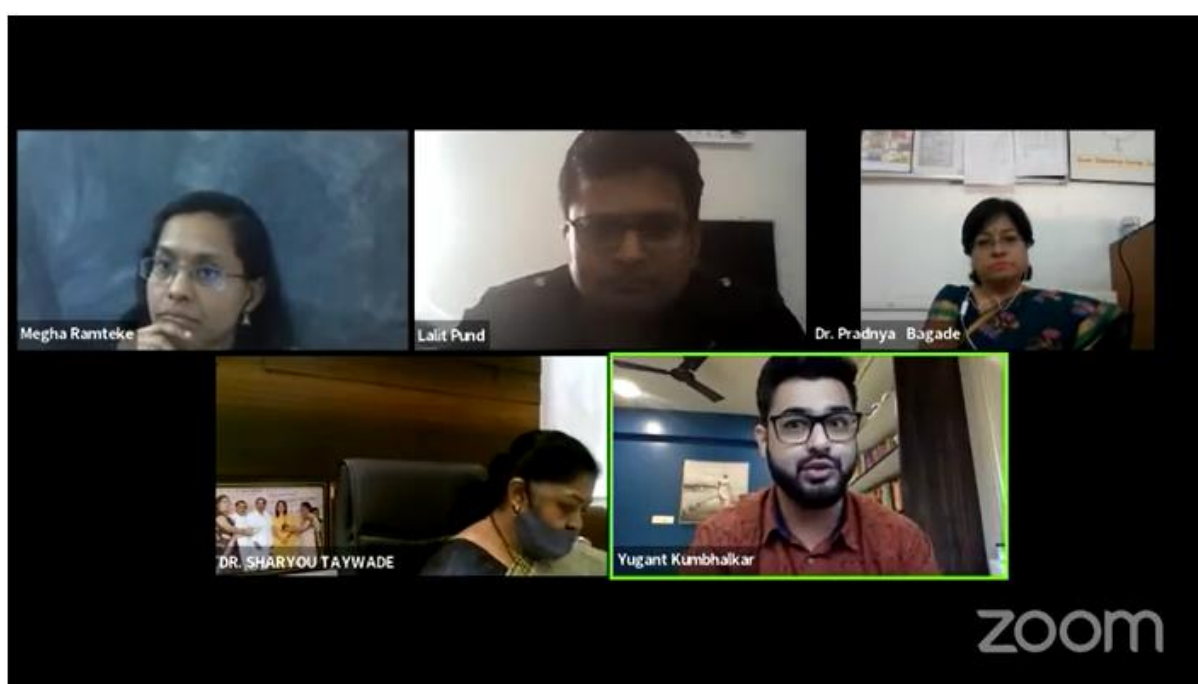 Megha Ramteke
Lalit Pund
Dr. Pradnya Bagade
DR. SHARYOU TAYWADE
Yugant Kumbhalkar
zoom